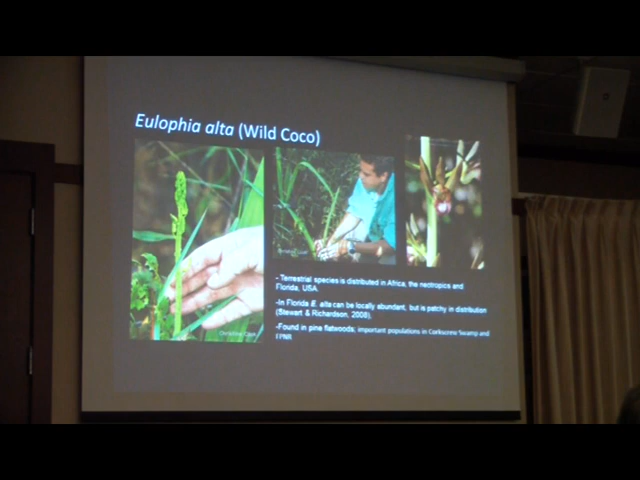 Eulophia alta (Wild Coco)
- Terrestrial species is distributed in Africa, the neotropics and
Florida, USA.
-In Florida E. alta can be locally abundant, but is patchy in distribution
(Stewart & Richardson, 2008).
-Found in pine flatwoods; important populations in Corkscrew Swamp and
FPNR